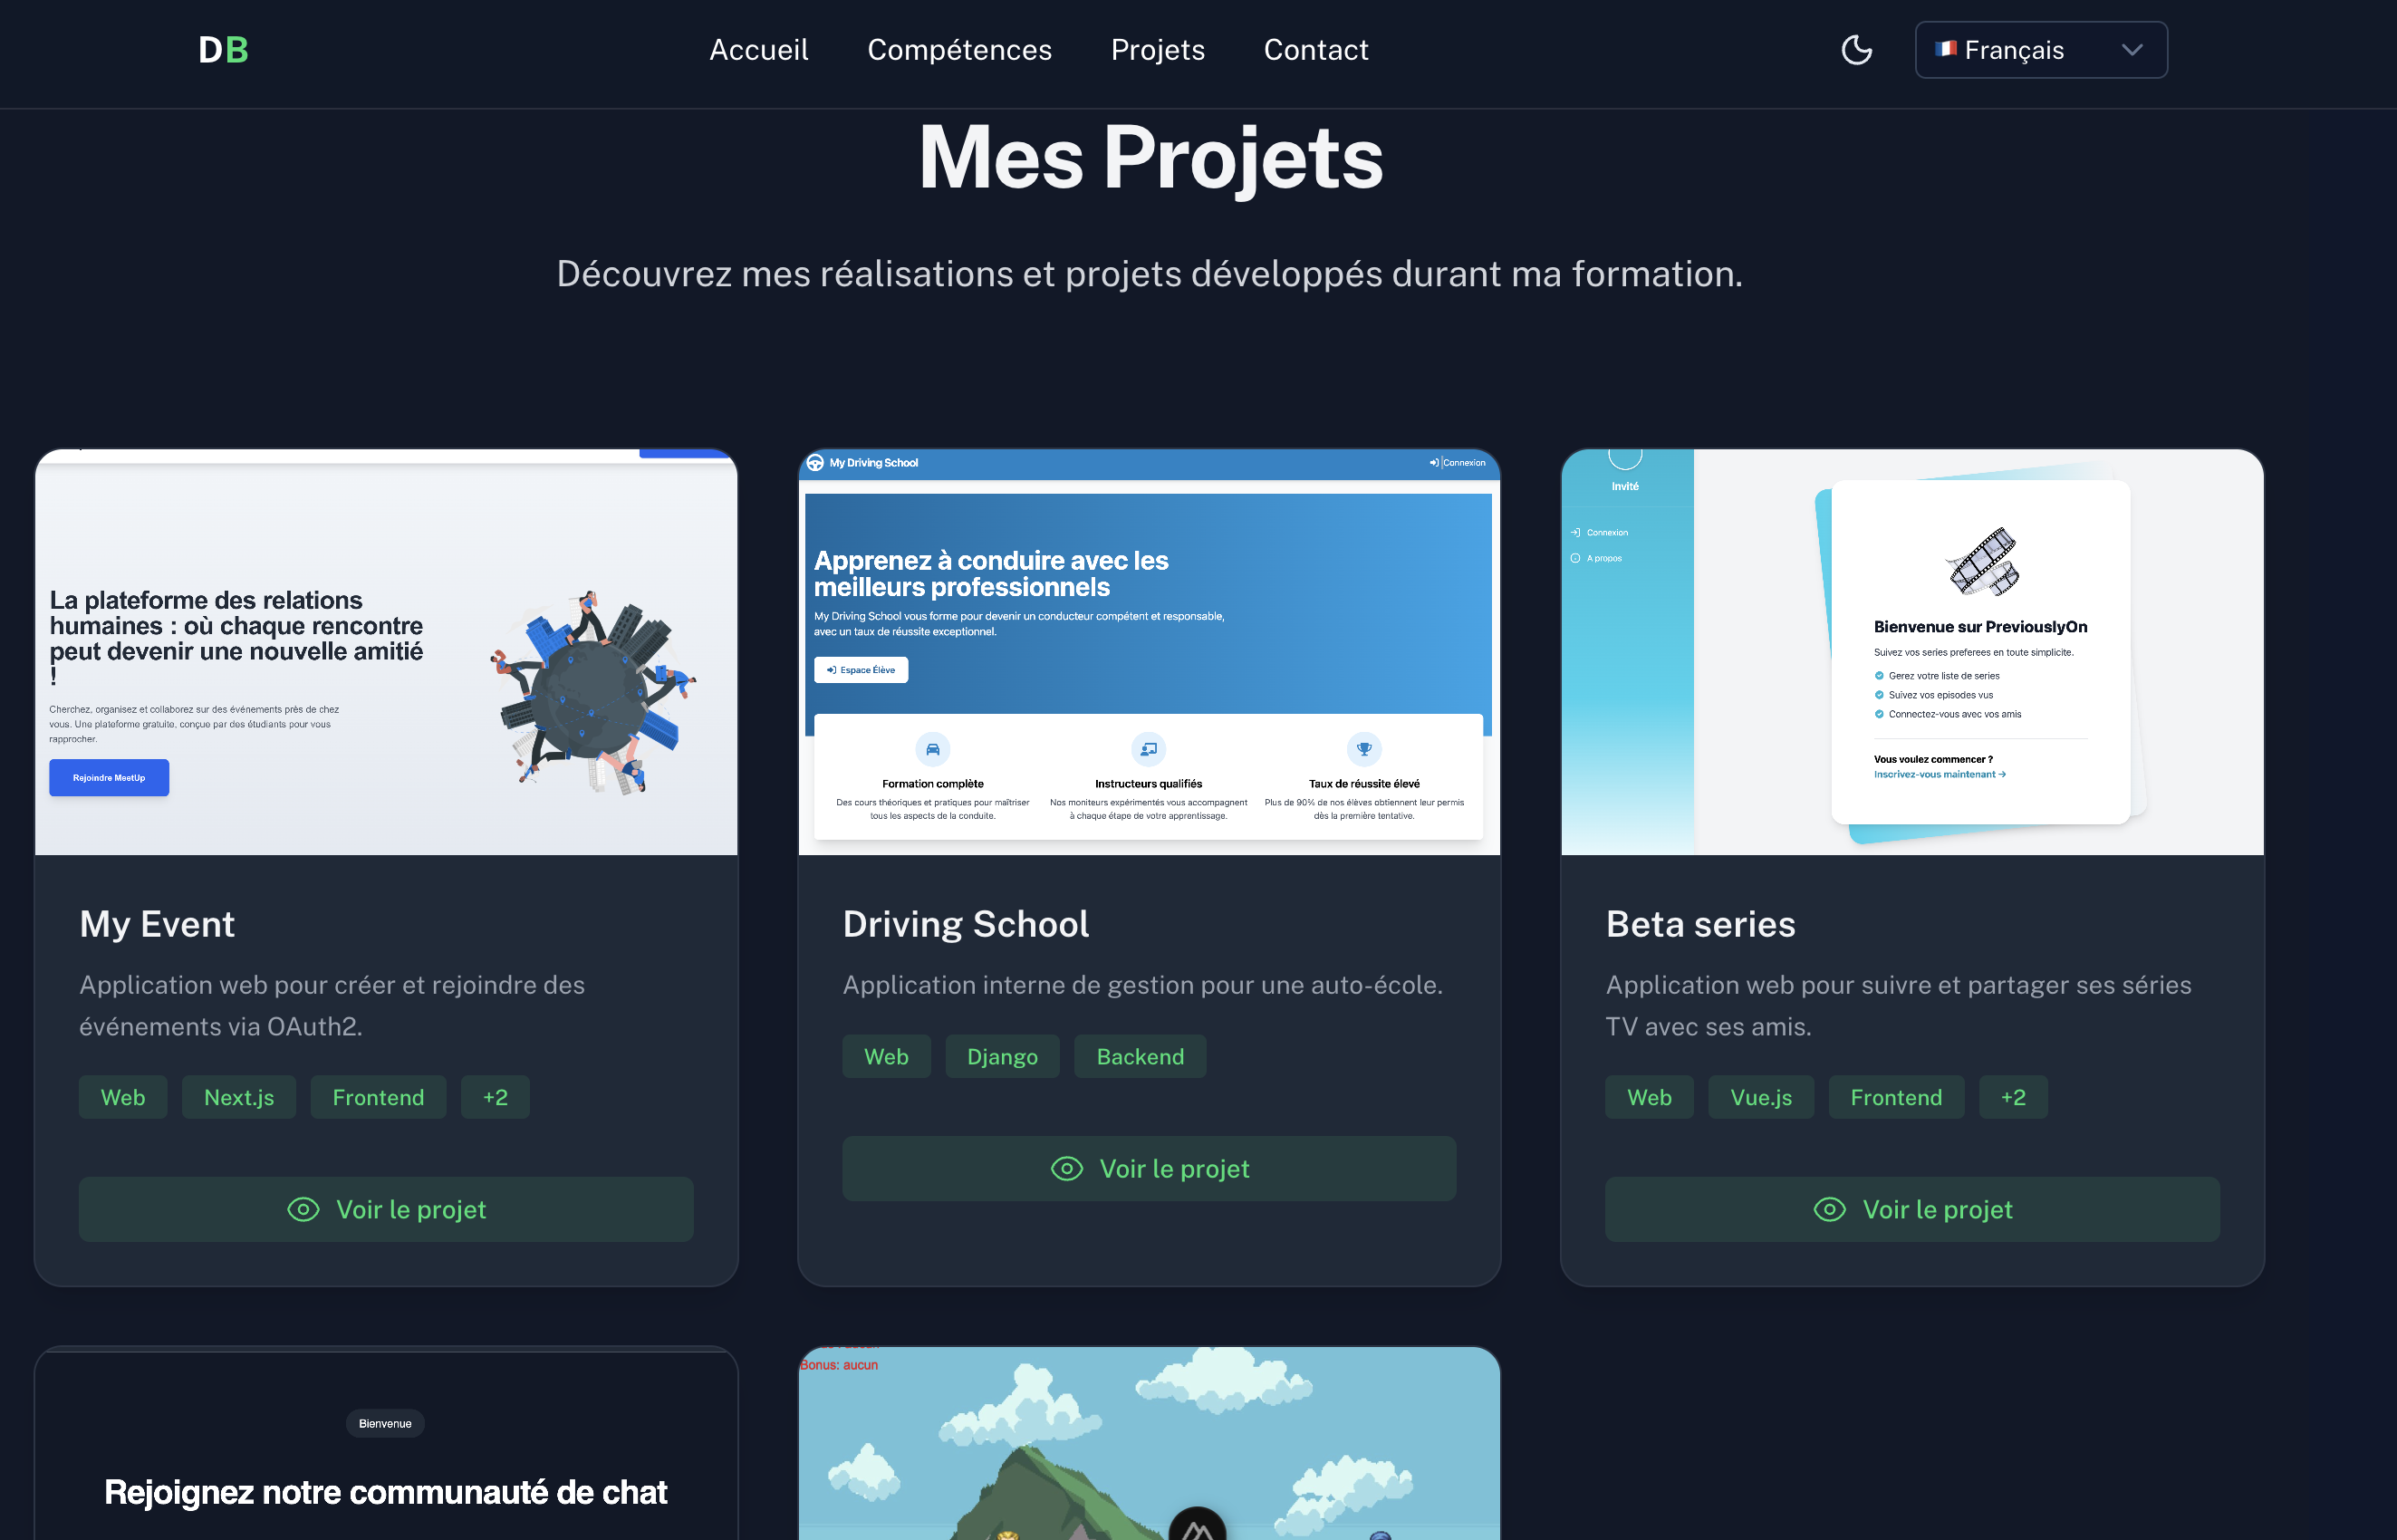 DB
Accueil
Compétences
Projets
Contact
Français
Mes Projets
Découvrez mes réalisations et projets développés durant ma formation.
La plateforme des relations
humaines : où chaque rencontre
peut devenir une nouvelle amitié
!
Cherchez, organisez et collaborez sur des événements près de chez
vous. Une plateforme gratuite, conçue par des étudiants pour vous
rapprocher.
Rejoindre MeetUp
My Event
Application web pour créer et rejoindre des
événements via OAuth2.
Web
Next.js
Frontend
+2
Voir le projet
My Driving School
Connexion
Apprenez à conduire avec les
meilleurs professionnels
My Driving School vous forme pour devenir un conducteur compétent et responsable,
avec un taux de réussite exceptionnel.
Espace Élève
Formation complète
Des cours théoriques et pratiques pour maîtriser
tous les aspects de la conduite.
Instructeurs qualifiés
Nos moniteurs expérimentés vous accompagnent
à chaque étape de votre apprentissage.
Taux de réussite élevé
Plus de 90% de nos élèves obtiennent leur permis
dès la première tentative.
Driving School
Application interne de gestion pour une auto-école.
Web
Django
Backend
Voir le projet
Invité
Connexion
A propos
Bienvenue sur PreviouslyOn
Suivez vos series preferees en toute simplicite.
Gerez votre liste de series
Suivez vos episodes vus
Connectez-vous avec vos amis
Vous voulez commencer ?
Inscrivez-vous maintenant →
Beta series
Application web pour suivre et partager ses séries
TV avec ses amis.
Web
Vue.js
Frontend
+2
Voir le projet
Bienvenue
Rejoignez notre communauté de chat
Bonus: aucun